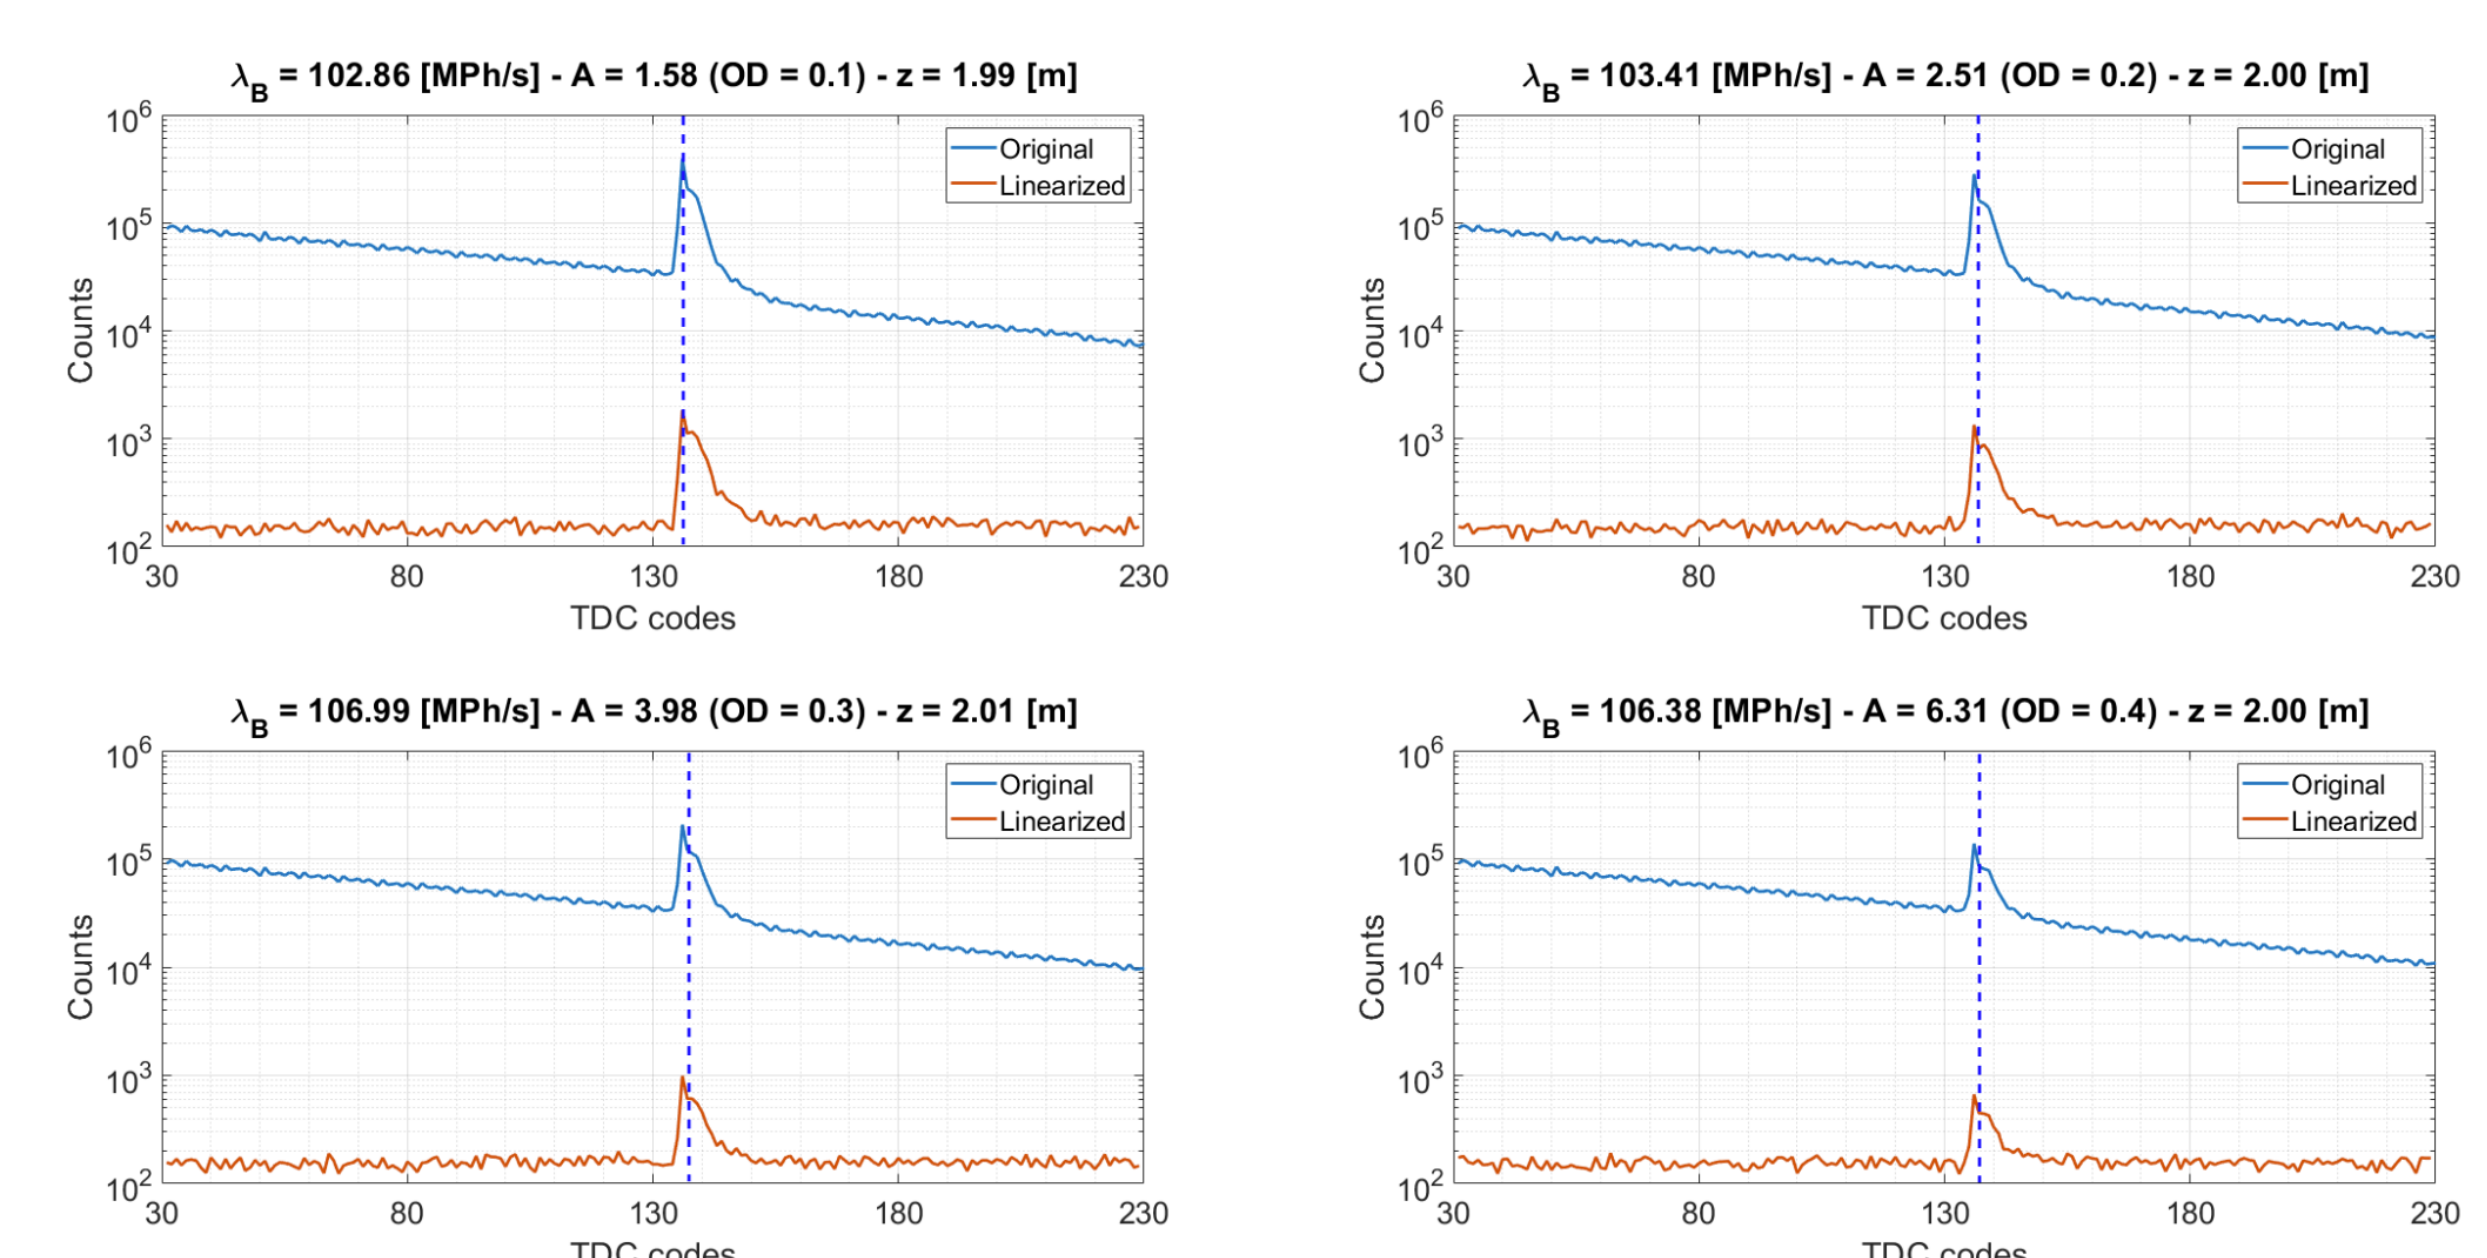 λB = 102.86 [MPh/s] - A = 1.58 (OD = 0.1) - z = 1.99 [m]
10^6
10^5
10^4
10^3
10^2
Counts
Original
Linearized
30 80 130 180 230
TDC codes
λB = 103.41 [MPh/s] - A = 2.51 (OD = 0.2) - z = 2.00 [m]
10^6
10^5
10^4
10^3
10^2
Counts
Original
Linearized
30 80 130 180 230
TDC codes
λB = 106.99 [MPh/s] - A = 3.98 (OD = 0.3) - z = 2.01 [m]
10^6
10^5
10^4
10^3
10^2
Counts
Original
Linearized
30 80 130 180 230
TDC codes
λB = 106.38 [MPh/s] - A = 6.31 (OD = 0.4) - z = 2.00 [m]
10^6
10^5
10^4
10^3
10^2
Counts
Original
Linearized
30 80 130 180 230
TDC codes